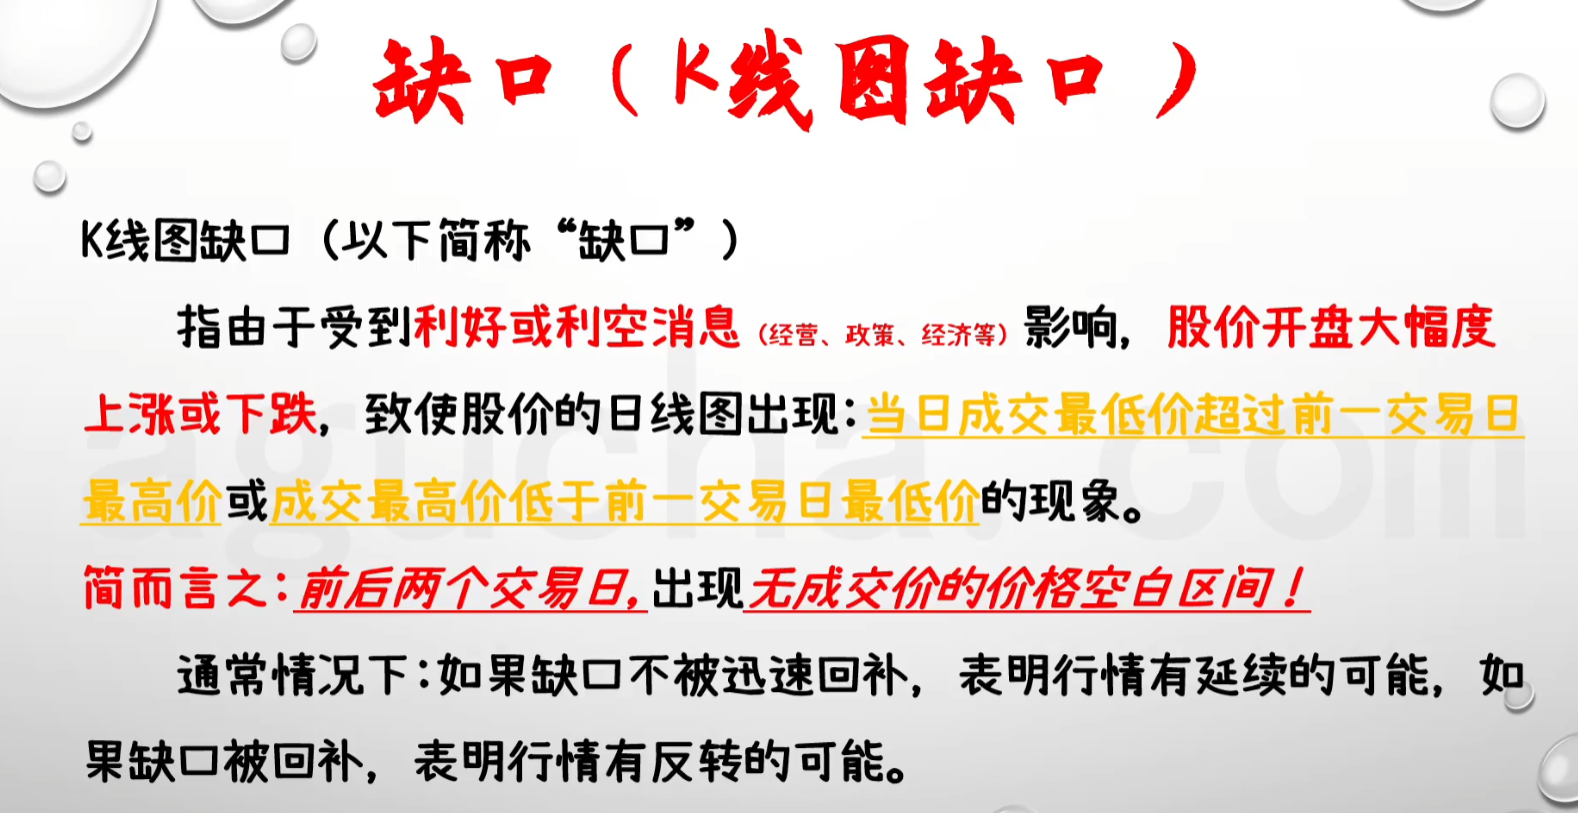 缺口（K线图缺口）
K线图缺口（以下简称“缺口”）
指由于受到利好或利空消息（经营、政策、经济等）影响，股价开盘大幅度
上涨或下跌，致使股价的日线图出现：当日成交最低价超过前一交易日
最高价或成交最高价低于前一交易日最低价的现象。
简而言之：前后两个交易日，出现无成交价的价格空白区间！
通常情况下：如果缺口不被迅速回补，表明行情有延续的可能，如
果缺口被回补，表明行情有反转的可能。
agucha.com